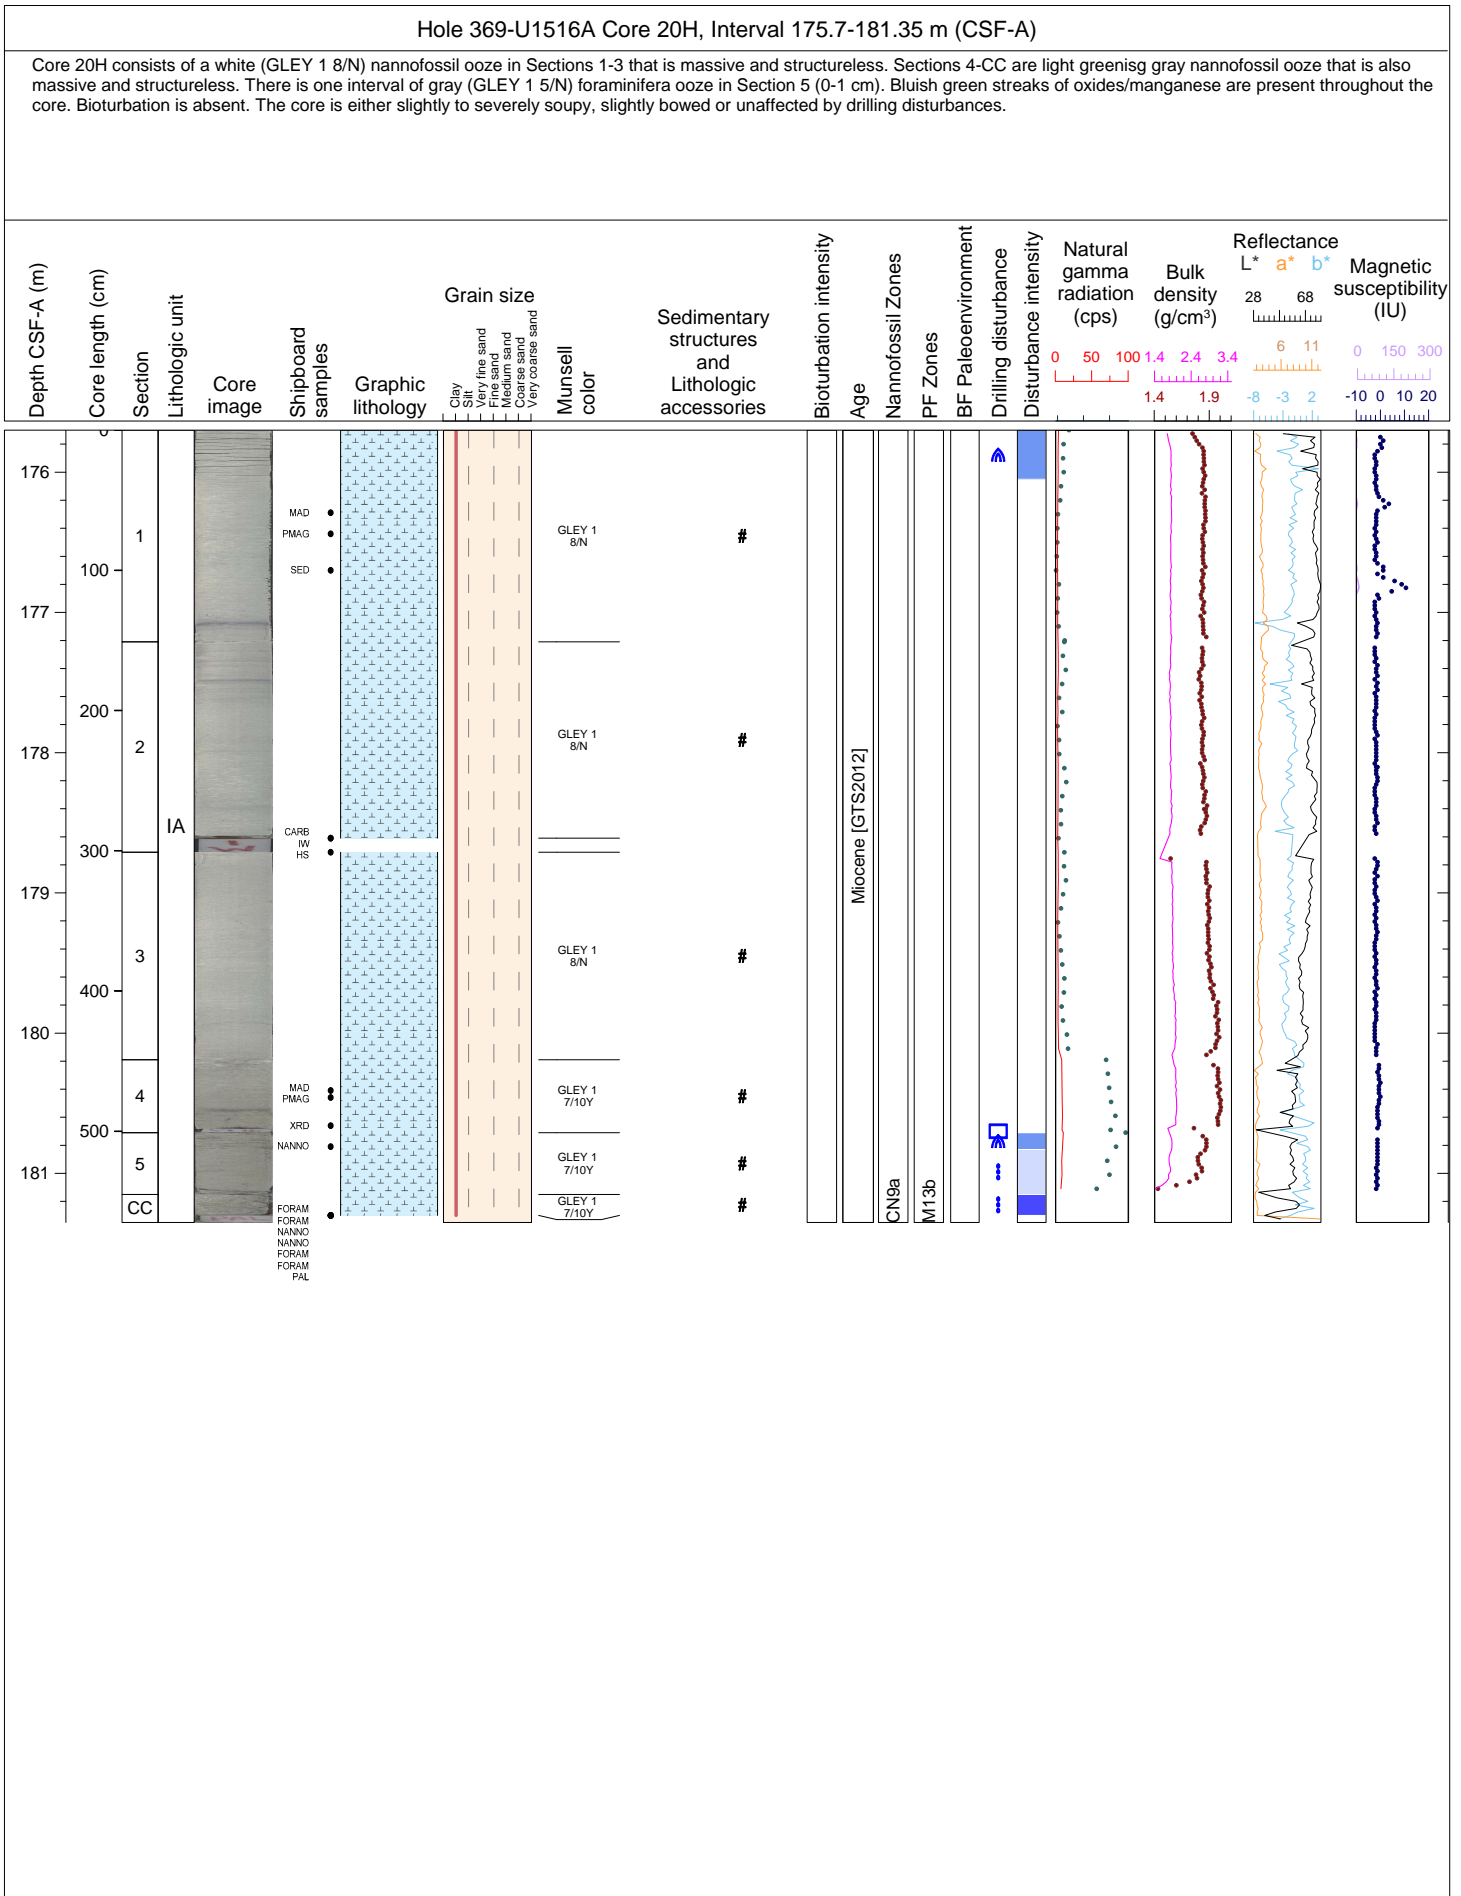 Hole 369-U1516A Core 20H, Interval 175.7-181.35 m (CSF-A)
Core 20H consists of a white (GLEY 1 8/N) nannofossil ooze in Sections 1-3 that is massive and structureless. Sections 4-CC are light greenisg gray nannofossil ooze that is also
massive and structureless. There is one interval of gray (GLEY 1 5/N) foraminifera ooze in Section 5 (0-1 cm). Bluish green streaks of oxides/manganese are present throughout the
core. Bioturbation is absent. The core is either slightly to severely soupy, slightly bowed or unaffected by drilling disturbances.
Depth CSF-A (m)
Core length (cm)
Section
Lithologic unit
Core
image
Shipboard
samples
Graphic
lithology
Grain size
Clay
Silt
Very fine sand
Fine sand
Medium sand
Coarse sand
Very coarse sand
Munsell
color
Sedimentary
structures
and
Lithologic
accessories
Bioturbation intensity
Age
Nannofossil Zones
PF Zones
BF Paleoenvironment
Drilling disturbance
Disturbance intensity
Natural
gamma
radiation
(cps)
0 50 100
Bulk
density
(g/cm³)
1.4 2.4 3.4
1.4 1.9
Reflectance
L* a* b*
28 68
6 11
-8 -3 2
Magnetic
susceptibility
(IU)
0 150 300
-10 0 10 20
176
177
178
179
180
181
0
100
200
300
400
500
1
2
3
4
5
CC
IA
MAD
PMAG
SED
CARB
IW
HS
MAD
PMAG
XRD
NANNO
FORAM
FORAM
NANNO
NANNO
FORAM
FORAM
PAL
GLEY 1
8/N
GLEY 1
8/N
GLEY 1
8/N
GLEY 1
7/10Y
GLEY 1
7/10Y
GLEY 1
7/10Y
#
#
#
#
#
#
Miocene [GTS2012]
CN9a
M13b